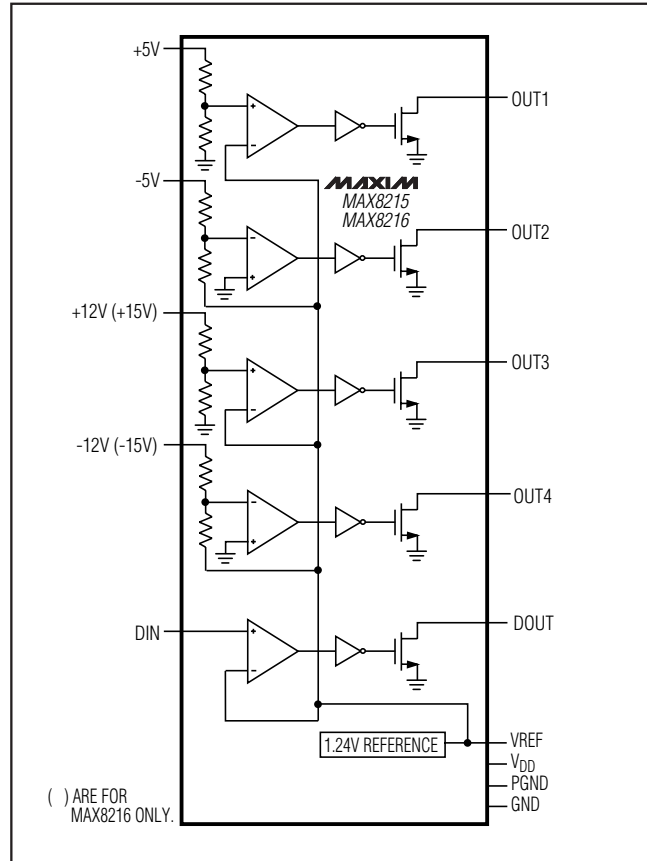 +5V
OUT1
+
-
-5V
MAXIM
MAX8215
MAX8216
OUT2
-
+
+12V (+15V)
OUT3
+
-
-12V (-15V)
OUT4
-
+
DIN
DOUT
+
-
1.24V REFERENCE
VREF
VDD
PGND
GND
( ) ARE FOR
MAX8216 ONLY.